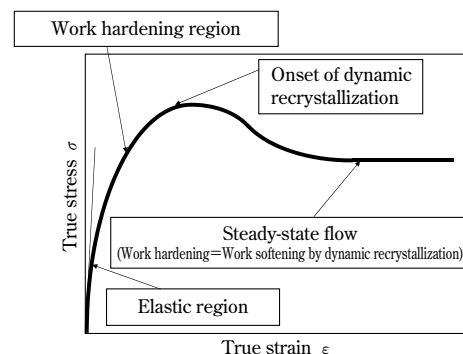 Work hardening region
Onset of dynamic
recrystallization
True stress σ
Steady-state flow
(Work hardening=Work softening by dynamic recrystallization)
Elastic region
True strain ε